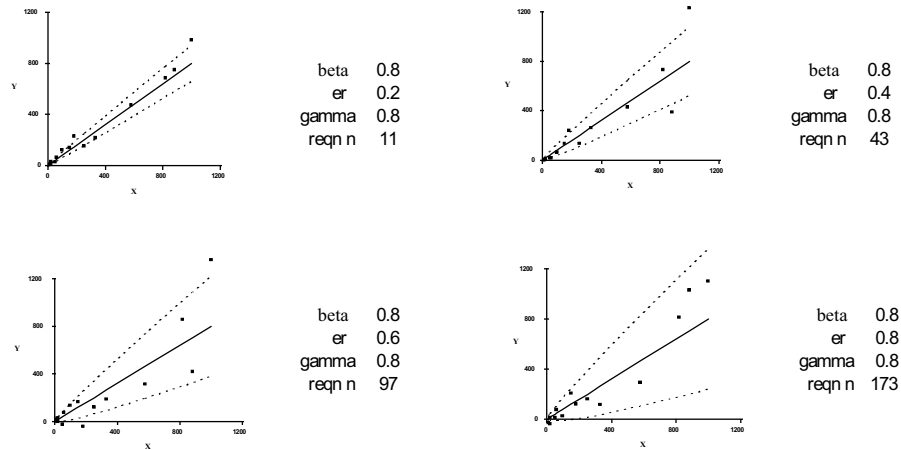 1200
800
Y
400
0
0 400 800 1200
X
beta 0.8
er 0.2
gamma 0.8
reqn n 11
1200
800
Y
400
0
0 400 800 1200
X
beta 0.8
er 0.4
gamma 0.8
reqn n 43
1200
800
Y
400
0
0 400 800 1200
X
beta 0.8
er 0.6
gamma 0.8
reqn n 97
1200
800
Y
400
0
0 400 800 1200
X
beta 0.8
er 0.8
gamma 0.8
reqn n 173